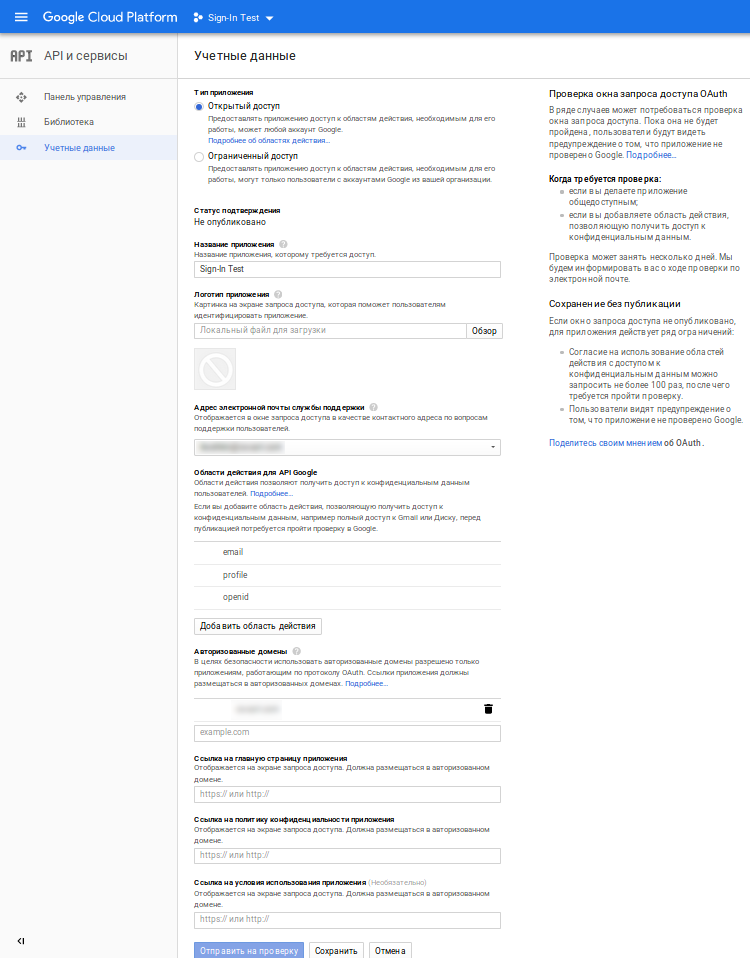 Google Cloud Platform
Sign-In Test
API
API и сервисы
Учетные данные
Панель управления
Библиотека
Учетные данные
Тип приложения
Открытый доступ
Предоставлять приложению доступ к областям действия, необходимым для его
работы, может любой аккаунт Google.
Подробнее об областях действия...
Ограниченный доступ
Предоставлять приложению доступ к областям действия, необходимым для его
работы, могут только пользователи с аккаунтами Google из вашей организации.
Статус подтверждения
Не опубликовано
Название приложения
Название приложения, которому требуется доступ.
Sign-In Test
Логотип приложения
Картинка на экране запроса доступа, которая поможет пользователям
идентифицировать приложение.
Локальный файл для загрузки
Обзор
Адрес электронной почты службы поддержки
Отображается в окне запроса доступа в качестве контактного адреса по вопросам
поддержки пользователей.
Области действия для API Google
Области действия позволяют получить доступ к конфиденциальным данным
пользователей. Подробнее...
Если вы добавите область действия, позволяющую получить доступ к
конфиденциальным данным, например полный доступ к Gmail или Диску, перед
публикацией потребуется пройти проверку в Google.
email
profile
openid
Добавить область действия
Авторизованные домены
В целях безопасности использовать авторизованные домены разрешено только
приложениям, работающим по протоколу OAuth. Ссылки приложения должны
размещаться в авторизованных доменах. Подробнее...
example.com
Ссылка на главную страницу приложения
Отображается на экране запроса доступа. Должна размещаться в авторизованном
домене.
https:// или http://
Ссылка на политику конфиденциальности приложения
Отображается на экране запроса доступа. Должна размещаться в авторизованном
домене.
https:// или http://
Ссылка на условия использования приложения (Необязательно)
Отображается на экране запроса доступа. Должна размещаться в авторизованном
домене.
https:// или http://
Отправить на проверку
Сохранить
Отмена
Проверка окна запроса доступа OAuth
В ряде случаев может потребоваться проверка
окна запроса доступа. Пока она не будет
пройдена, пользователи будут видеть
предупреждение о том, что приложение не
проверено Google. Подробнее...
Когда требуется проверка:
если вы делаете приложение
общедоступным;
если вы добавляете область действия,
позволяющую получить доступ к
конфиденциальным данным.
Проверка может занять несколько дней. Мы
будем информировать вас о ходе проверки по
электронной почте.
Сохранение без публикации
Если окно запроса доступа не опубликовано,
для приложения действует ряд ограничений:
Согласие на использование областей
действия с доступом к
конфиденциальным данным можно
запросить не более 100 раз, после чего
требуется пройти проверку.
Пользователи видят предупреждение о
том, что приложение не проверено Google.
Поделитесь своим мнением об OAuth.